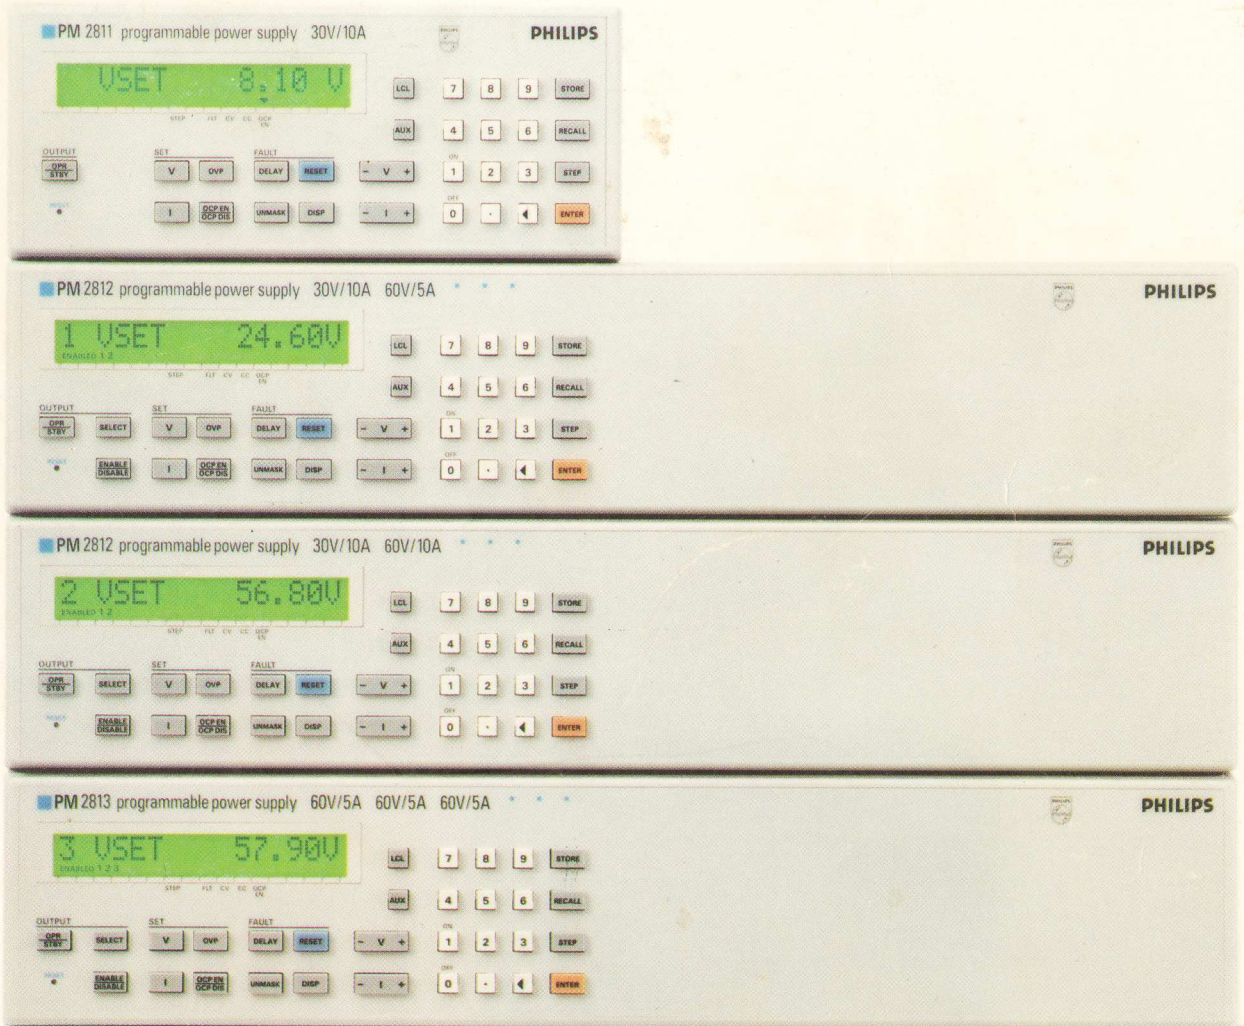 PM 2811 programmable power supply 30V/10A PHILIPS
VSET 8.10 V
STEP FLT CV CC OCP EN
LCL 7 8 9 STORE
AUX 4 5 6 RECALL
OUTPUT SET FAULT ON
OPR STBY V OVP DELAY RESET - V + 1 2 3 STEP
RESET OFF
I OCP EN OCP DIS UNMASK DISP - I + 0 . ◀ ENTER
PM 2812 programmable power supply 30V/10A 60V/5A PHILIPS
1 VSET 24.60V
ENABLED 1 2
STEP FLT CV CC OCP EN
LCL 7 8 9 STORE
AUX 4 5 6 RECALL
OUTPUT SET FAULT ON
OPR STBY SELECT V OVP DELAY RESET - V + 1 2 3 STEP
RESET OFF
ENABLE DISABLE I OCP EN OCP DIS UNMASK DISP - I + 0 . ◀ ENTER
PM 2812 programmable power supply 30V/10A 60V/10A PHILIPS
2 VSET 56.80V
ENABLED 1 2
STEP FLT CV CC OCP EN
LCL 7 8 9 STORE
AUX 4 5 6 RECALL
OUTPUT SET FAULT ON
OPR STBY SELECT V OVP DELAY RESET - V + 1 2 3 STEP
RESET OFF
ENABLE DISABLE I OCP EN OCP DIS UNMASK DISP - I + 0 . ◀ ENTER
PM 2813 programmable power supply 60V/5A 60V/5A 60V/5A PHILIPS
3 VSET 57.90V
ENABLED 1 2 3
STEP FLT CV CC OCP EN
LCL 7 8 9 STORE
AUX 4 5 6 RECALL
OUTPUT SET FAULT ON
OPR STBY SELECT V OVP DELAY RESET - V + 1 2 3 STEP
RESET OFF
ENABLE DISABLE I OCP EN OCP DIS UNMASK DISP - I + 0 . ◀ ENTER